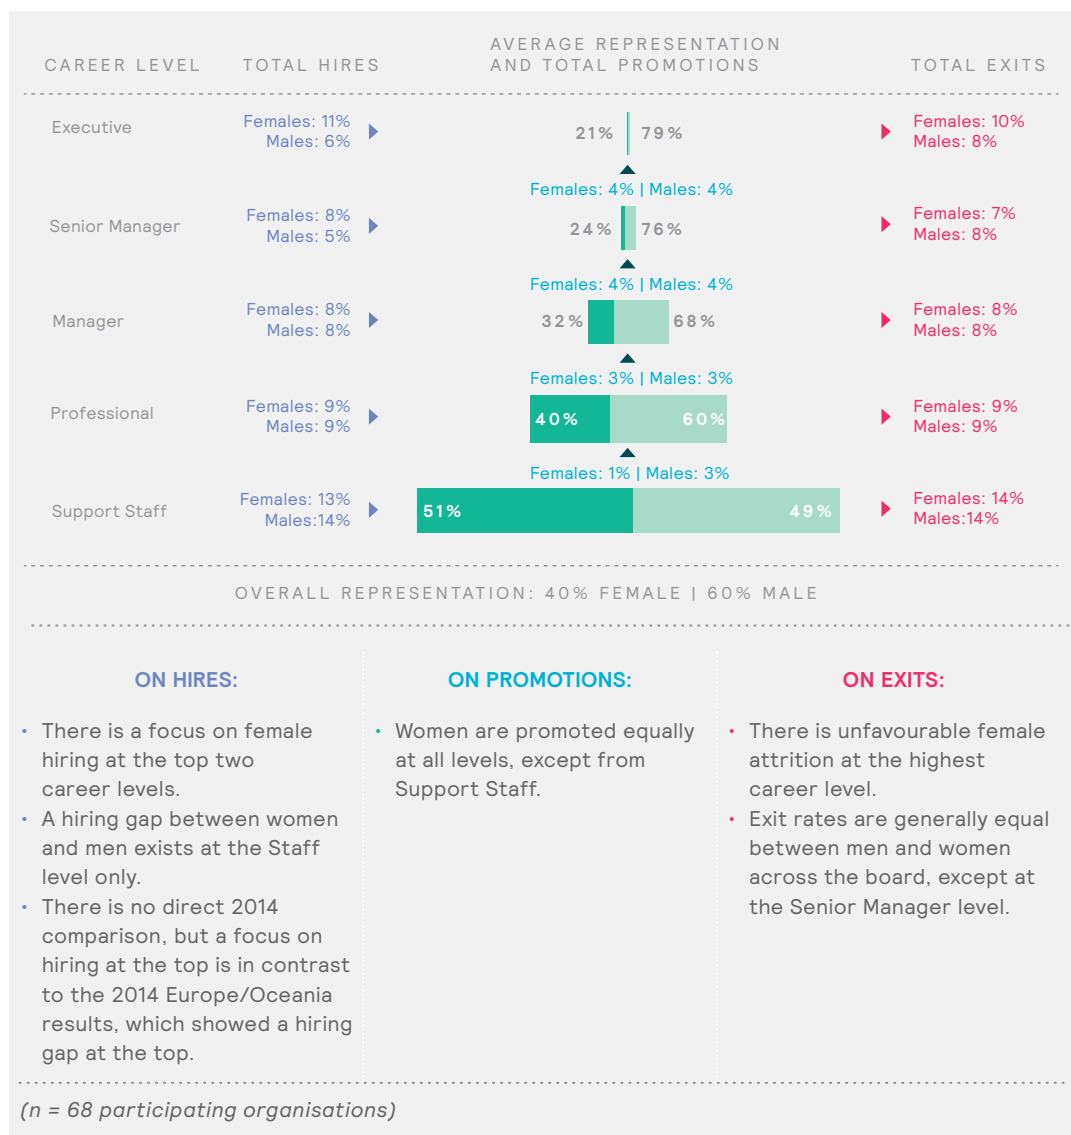 AVERAGE REPRESENTATION
CAREER LEVEL TOTAL HIRES AND TOTAL PROMOTIONS TOTAL EXITS
Executive
Females: 11%
Males: 6%
21% 79%
Females: 10%
Males: 8%
Females: 4% | Males: 4%
Senior Manager
Females: 8%
Males: 5%
24% 76%
Females: 7%
Males: 8%
Females: 4% | Males: 4%
Manager
Females: 8%
Males: 8%
32% 68%
Females: 8%
Males: 8%
Females: 3% | Males: 3%
Professional
Females: 9%
Males: 9%
40% 60%
Females: 9%
Males: 9%
Females: 1% | Males: 3%
Support Staff
Females: 13%
Males:14%
51% 49%
Females: 14%
Males:14%
OVERALL REPRESENTATION: 40% FEMALE | 60% MALE
ON HIRES:
• There is a focus on female
hiring at the top two
career levels.
• A hiring gap between women
and men exists at the Staff
level only.
• There is no direct 2014
comparison, but a focus on
hiring at the top is in contrast
to the 2014 Europe/Oceania
results, which showed a hiring
gap at the top.
ON PROMOTIONS:
• Women are promoted equally
at all levels, except from
Support Staff.
ON EXITS:
• There is unfavourable female
attrition at the highest
career level.
• Exit rates are generally equal
between men and women
across the board, except at
the Senior Manager level.
(n = 68 participating organisations)